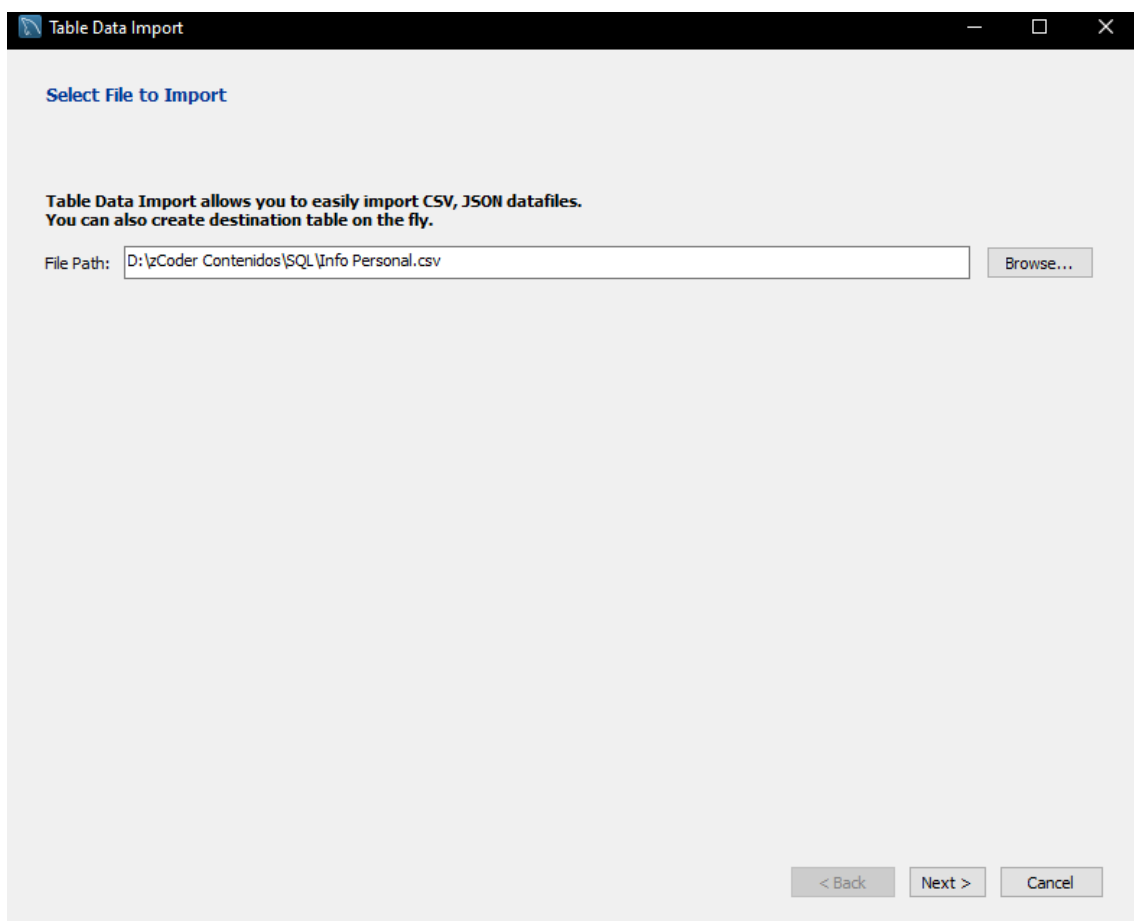 Table Data Import
Select File to Import
Table Data Import allows you to easily import CSV, JSON datafiles.
You can also create destination table on the fly.
File Path: D:\zCoder Contenidos\SQL\Info Personal.csv Browse...
< Back Next > Cancel